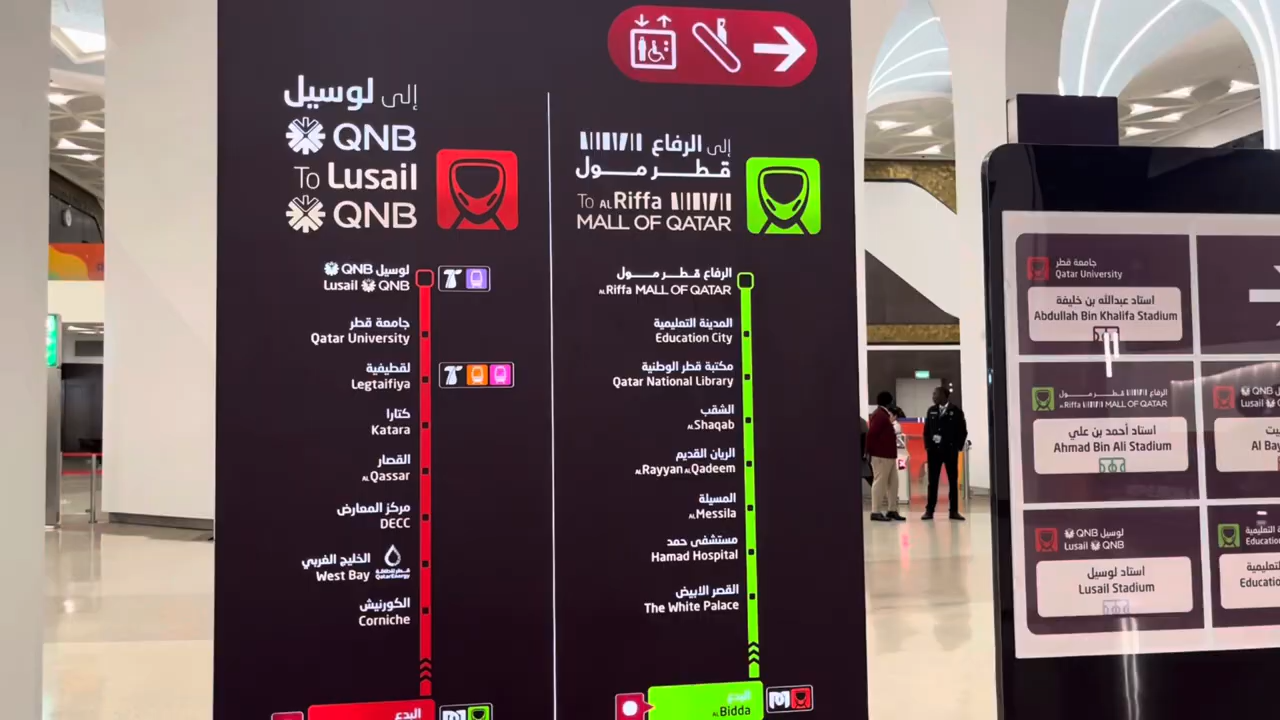 إلى لوسيل
QNB
To Lusail
QNB
لوسيل QNB
Lusail QNB
جامعة قطر
Qatar University
لقطيفية
Legtaifiya
كتارا
Katara
القصار
AL Qassar
مركز المعارض
DECC
الخليج الغربي
West Bay
قطر للطاقة
QatarEnergy
الكورنيش
Corniche
البدع
إلى الرفاع
قطر مول
To AL Riffa
MALL OF QATAR
الرفاع قطر مول
AL Riffa MALL OF QATAR
المدينة التعليمية
Education City
مكتبة قطر الوطنية
Qatar National Library
الشقب
AL Shaqab
الريان القديم
AL Rayyan AL Qadeem
المسيلة
AL Messila
مستشفى حمد
Hamad Hospital
القصر الابيض
The White Palace
البدع
AL Bidda
جامعة قطر
Qatar University
استاد عبدالله بن خليفة
Abdullah Bin Khalifa Stadium
الرفاع قطر مول
AL Riffa MALL OF QATAR
استاد أحمد بن علي
Ahmad Bin Ali Stadium
QNB
Lusail
Al Bay
لوسيل QNB
Lusail QNB
استاد لوسيل
Lusail Stadium
التعليمية
Education